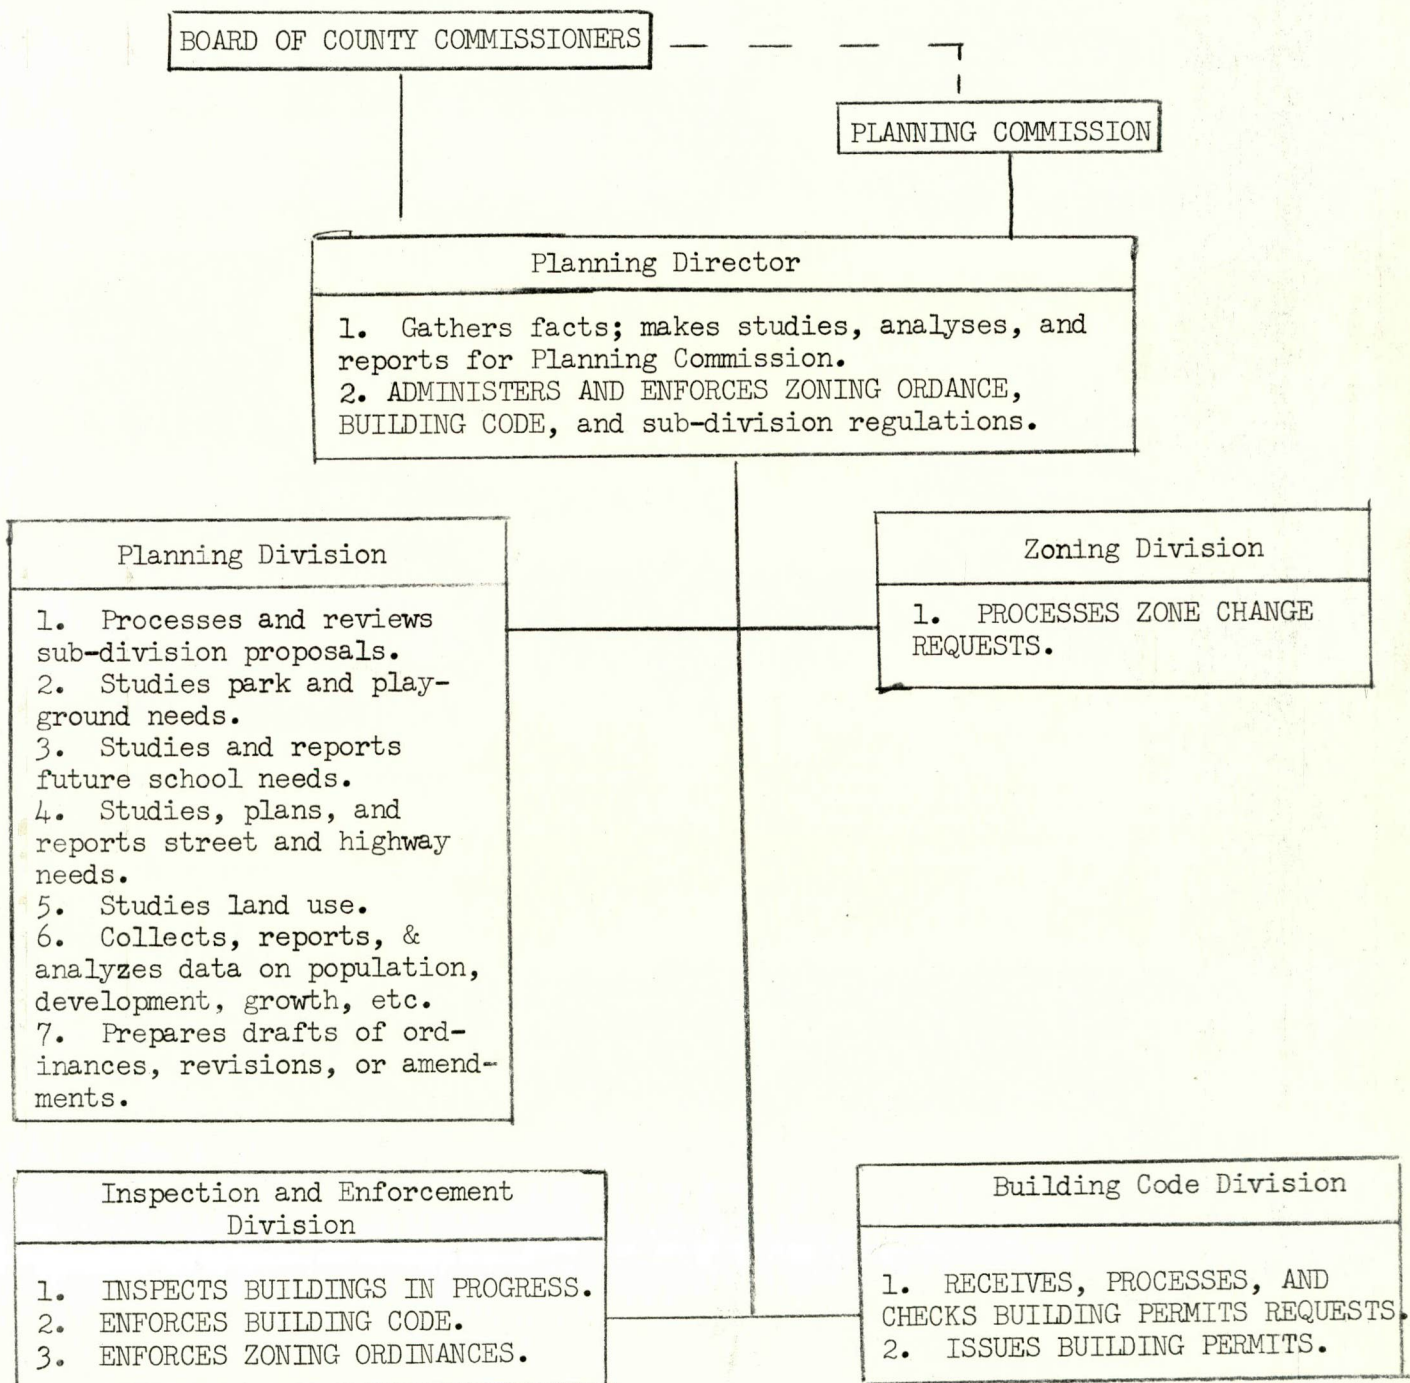 BOARD OF COUNTY COMMISSIONERS
PLANNING COMMISSION
Planning Director
1. Gathers facts; makes studies, analyses, and
reports for Planning Commission.
2. ADMINISTERS AND ENFORCES ZONING ORDANCE,
BUILDING CODE, and sub-division regulations.
Planning Division
1. Processes and reviews
sub-division proposals.
2. Studies park and play-
ground needs.
3. Studies and reports
future school needs.
4. Studies, plans, and
reports street and highway
needs.
5. Studies land use.
6. Collects, reports, &
analyzes data on population,
development, growth, etc.
7. Prepares drafts of ord-
inances, revisions, or amend-
ments.
Zoning Division
1. PROCESSES ZONE CHANGE
REQUESTS.
Inspection and Enforcement
Division
1. INSPECTS BUILDINGS IN PROGRESS.
2. ENFORCES BUILDING CODE.
3. ENFORCES ZONING ORDINANCES.
Building Code Division
1. RECEIVES, PROCESSES, AND
CHECKS BUILDING PERMITS REQUESTS.
2. ISSUES BUILDING PERMITS.